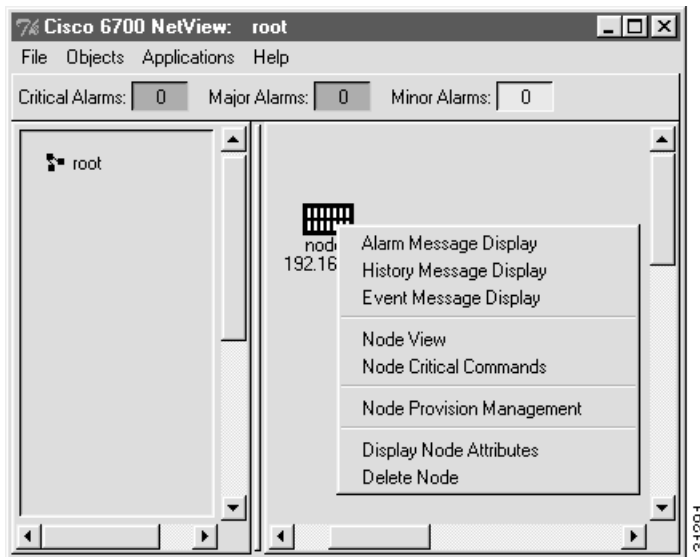 Cisco 6700 NetView: root
File Objects Applications Help
Critical Alarms: 0 Major Alarms: 0 Minor Alarms: 0
root
192.16
Alarm Message Display
History Message Display
Event Message Display
Node View
Node Critical Commands
Node Provision Management
Display Node Attributes
Delete Node